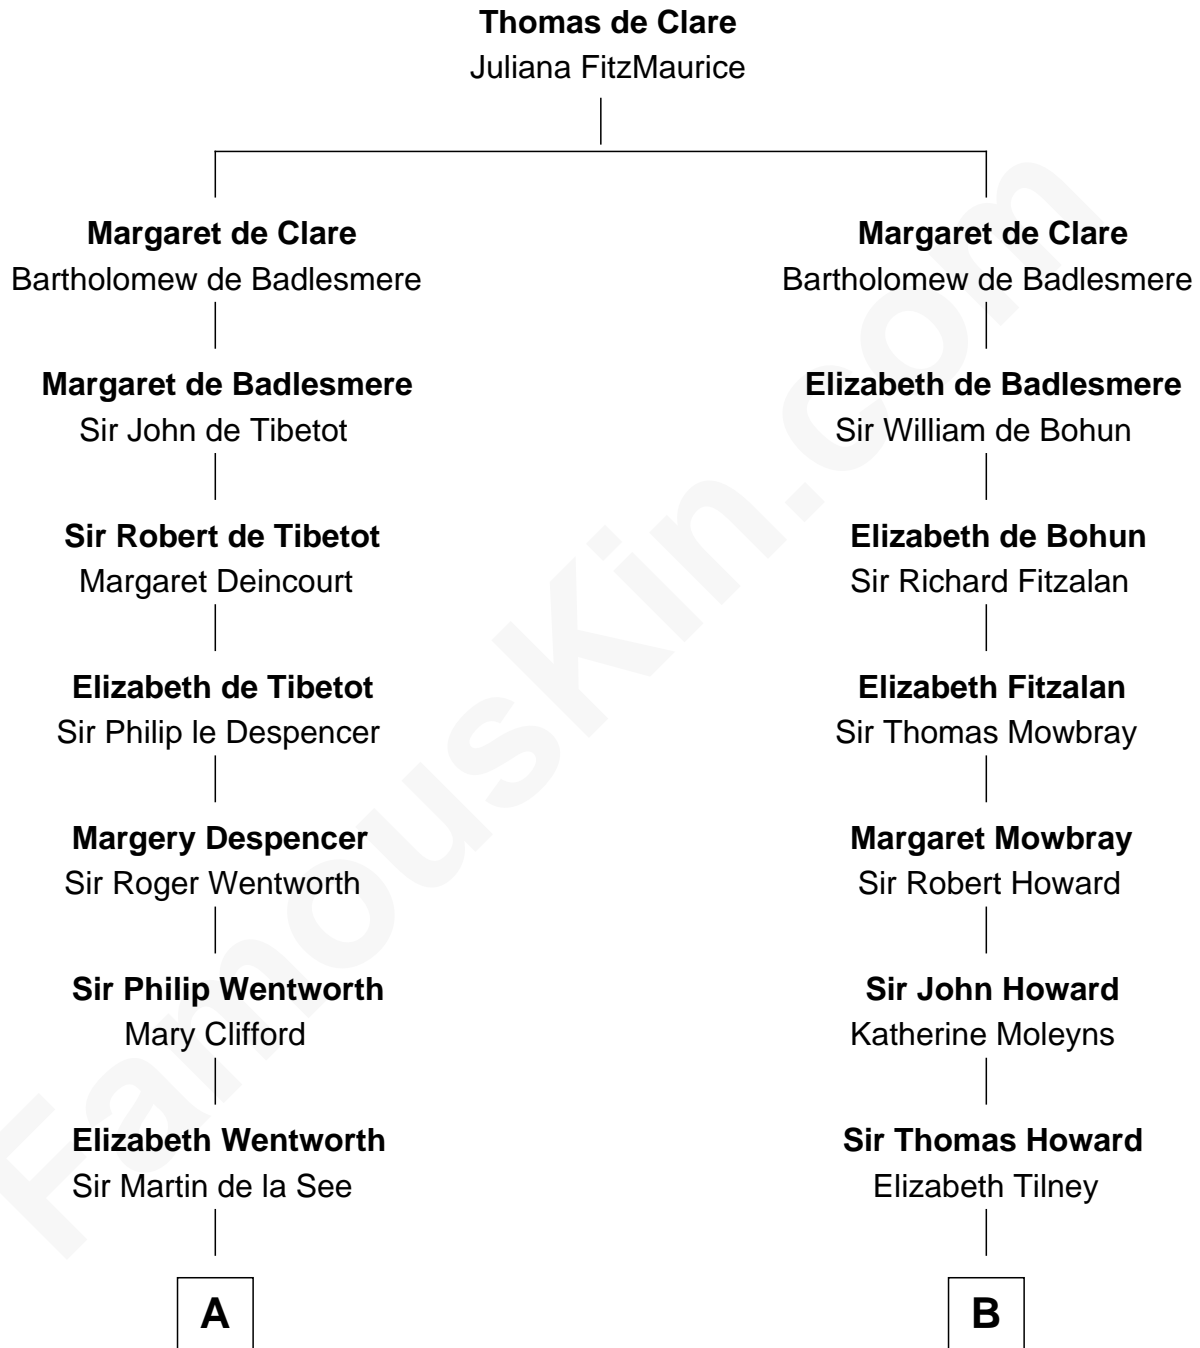 Thomas de Clare
Juliana FitzMaurice
Margaret de Clare
Bartholomew de Badlesmere
Margaret de Clare
Bartholomew de Badlesmere
Margaret de Badlesmere
Sir John de Tibetot
Elizabeth de Badlesmere
Sir William de Bohun
Sir Robert de Tibetot
Margaret Deincourt
Elizabeth de Bohun
Sir Richard Fitzalan
Elizabeth de Tibetot
Sir Philip le Despencer
Elizabeth Fitzalan
Sir Thomas Mowbray
Margery Despencer
Sir Roger Wentworth
Margaret Mowbray
Sir Robert Howard
Sir Philip Wentworth
Mary Clifford
Sir John Howard
Katherine Moleyns
Elizabeth Wentworth
Sir Martin de la See
Sir Thomas Howard
Elizabeth Tilney
A
B
FamousKin.com